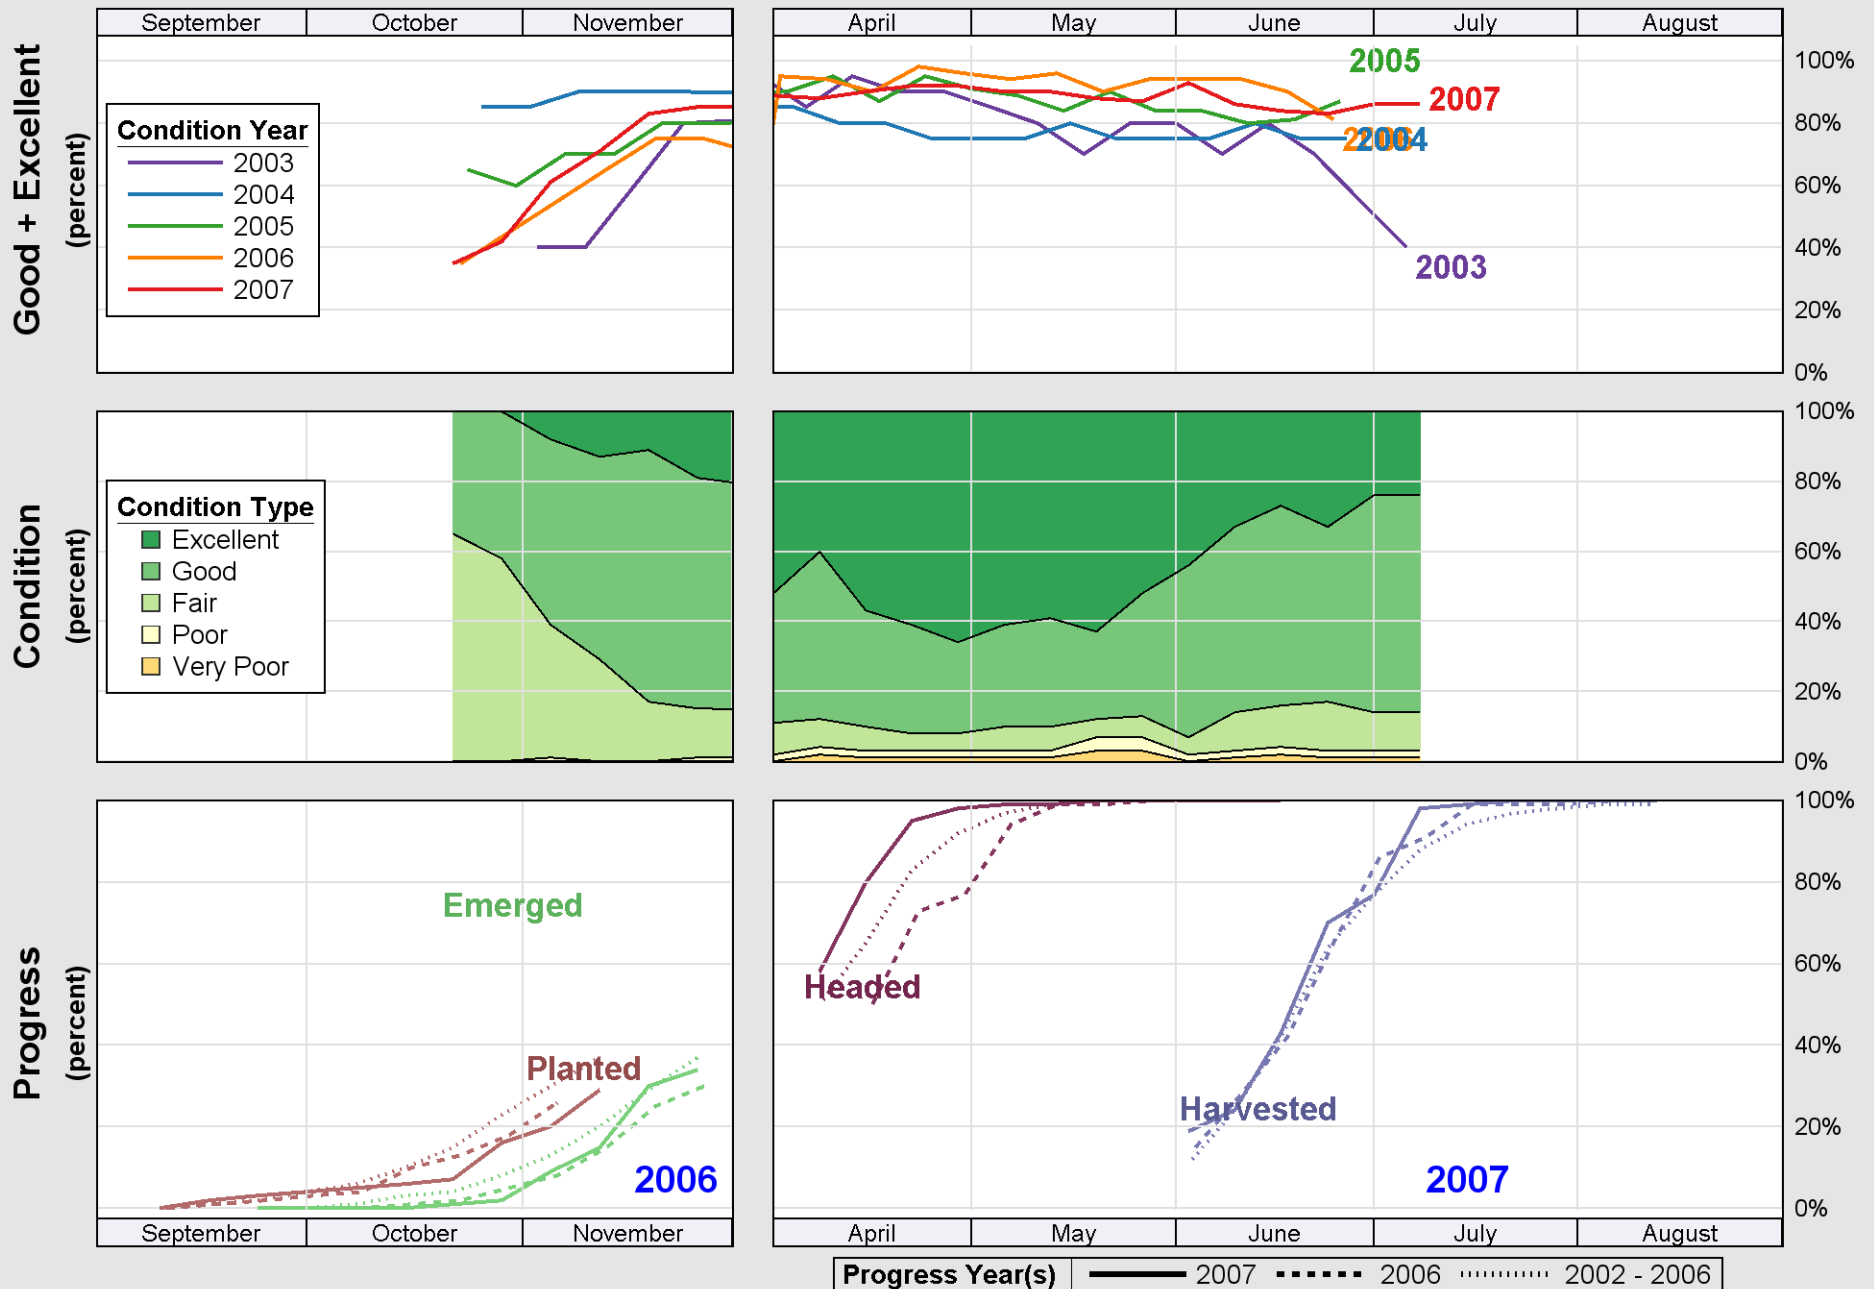 September October November April May June July August
Good + Excellent
(percent)
Condition Year
2003
2004
2005
2006
2007
2005
2007
2006
2004
2003
100%
80%
60%
40%
20%
0%
Condition
(percent)
Condition Type
Excellent
Good
Fair
Poor
Very Poor
100%
80%
60%
40%
20%
0%
Progress
(percent)
Emerged
Planted
Headed
Harvested
2006
2007
100%
80%
60%
40%
20%
0%
September October November April May June July August
Progress Year(s) 2007 2006 2002 - 2006